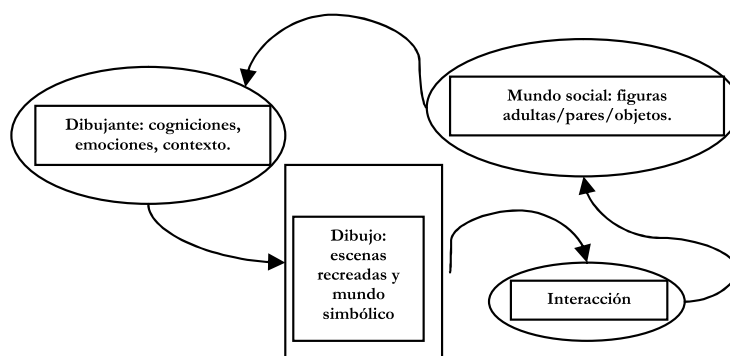 Dibujante: cogniciones,
emociones, contexto.
Mundo social: figuras
adultas/pares/objetos.
Dibujo:
escenas
recreadas y
mundo
simbólico
Interacción